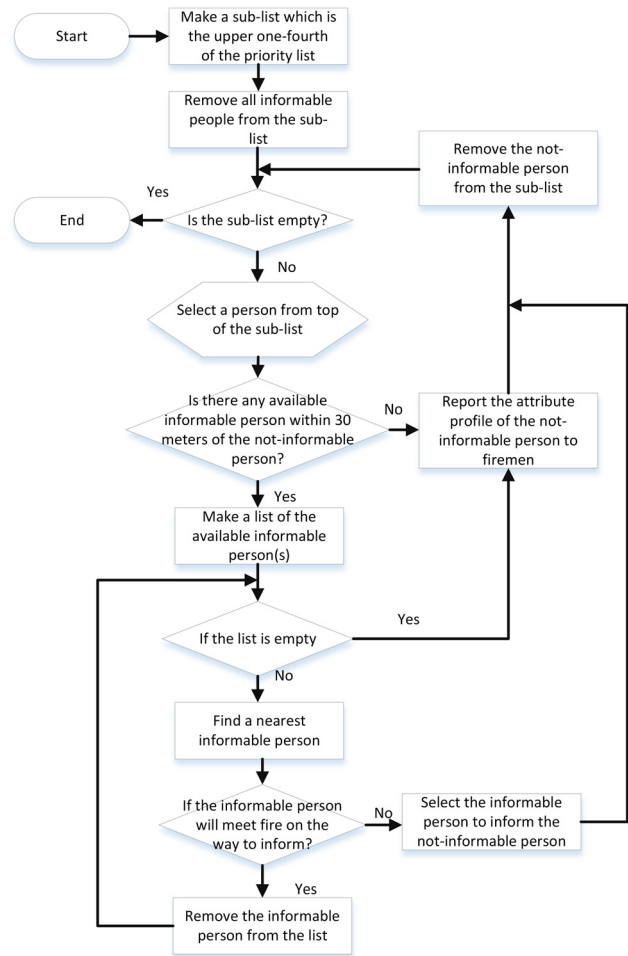 Start
Make a sub-list which is
the upper one-fourth
of the priority list
Remove all informable
people from the sub-
list
Remove the not-
informable person
from the sub-list
Yes
End
Is the sub-list empty?
No
Select a person from top
of the sub-list
Is there any available
informable person within 30
meters of the not-informable
person?
No
Report the attribute
profile of the not-
informable person to
firemen
Yes
Make a list of the
available informable
person(s)
If the list is empty
Yes
No
Find a nearest
informable person
If the informable person
will meet fire on the
way to inform?
No
Select the informable
person to inform the
not-informable person
Yes
Remove the informable
person from the list